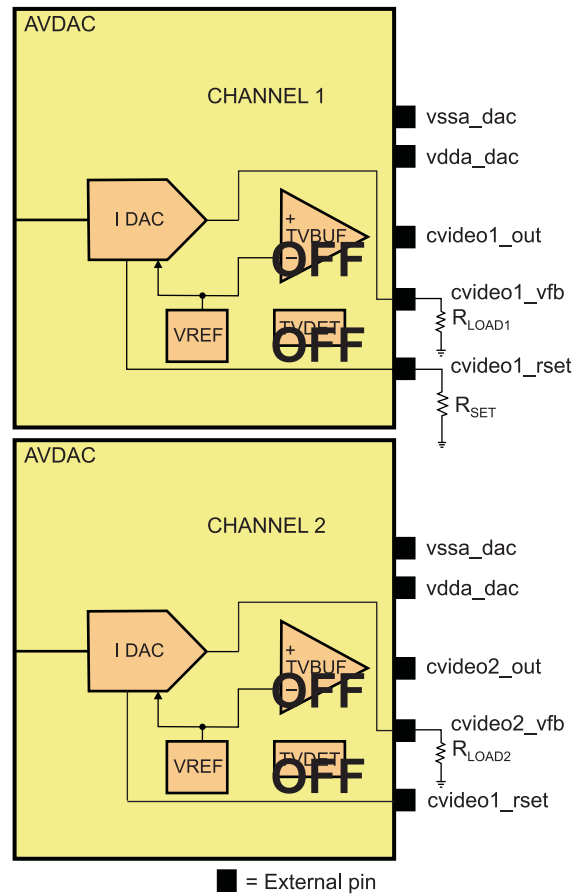 AVDAC
CHANNEL 1
vssa_dac
vdda_dac
I DAC
+
TVBUF
−
OFF
cvideo1_out
cvideo1_vfb
RLOAD1
VREF
TVDET
OFF
cvideo1_rset
RSET
AVDAC
CHANNEL 2
vssa_dac
vdda_dac
I DAC
+
TVBUF
−
OFF
cvideo2_out
cvideo2_vfb
RLOAD2
VREF
TVDET
OFF
cvideo1_rset
= External pin